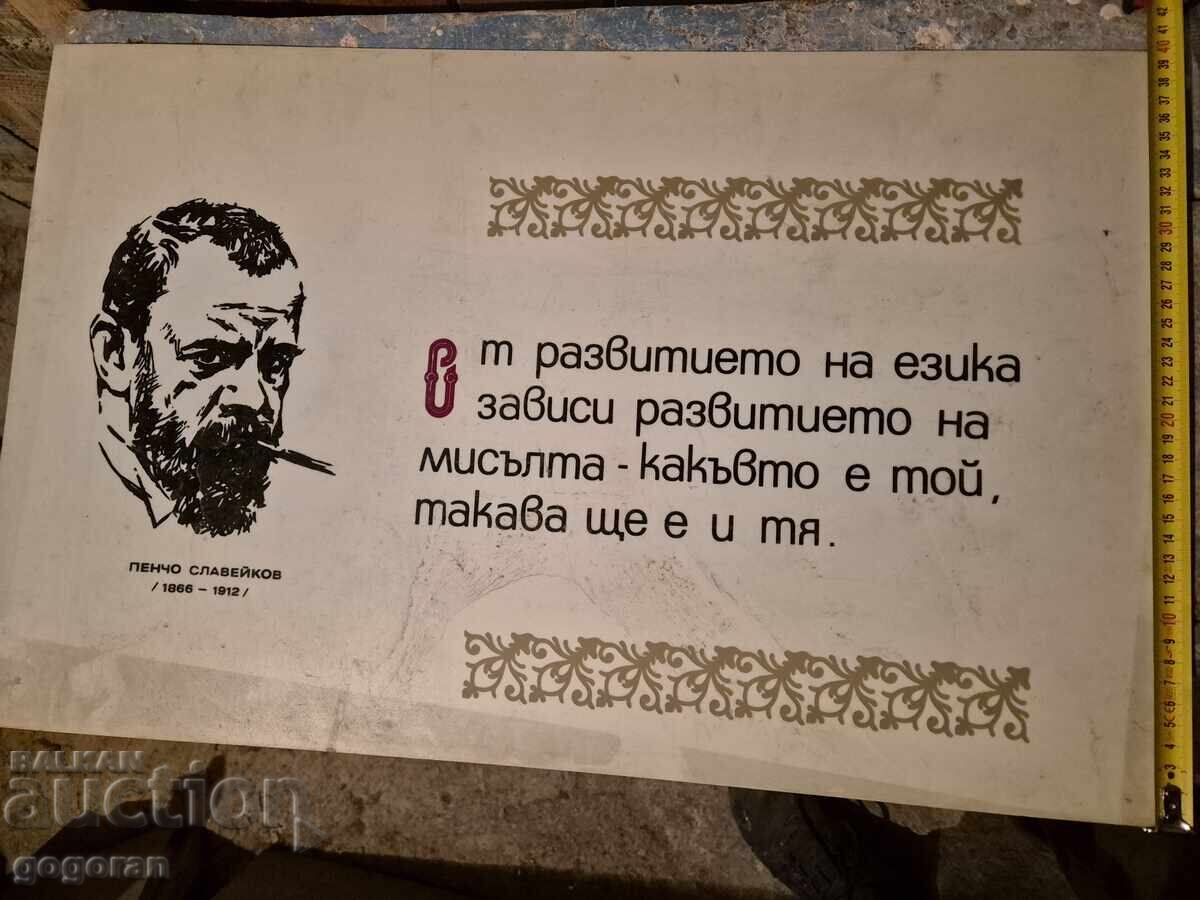 От развитието на езика
зависи развитието на
мисълта - какъвто е той,
такава ще е и тя.
ПЕНЧО СЛАВЕЙКОВ
/ 1866 – 1912 /
BALKAN
auction
gogoran